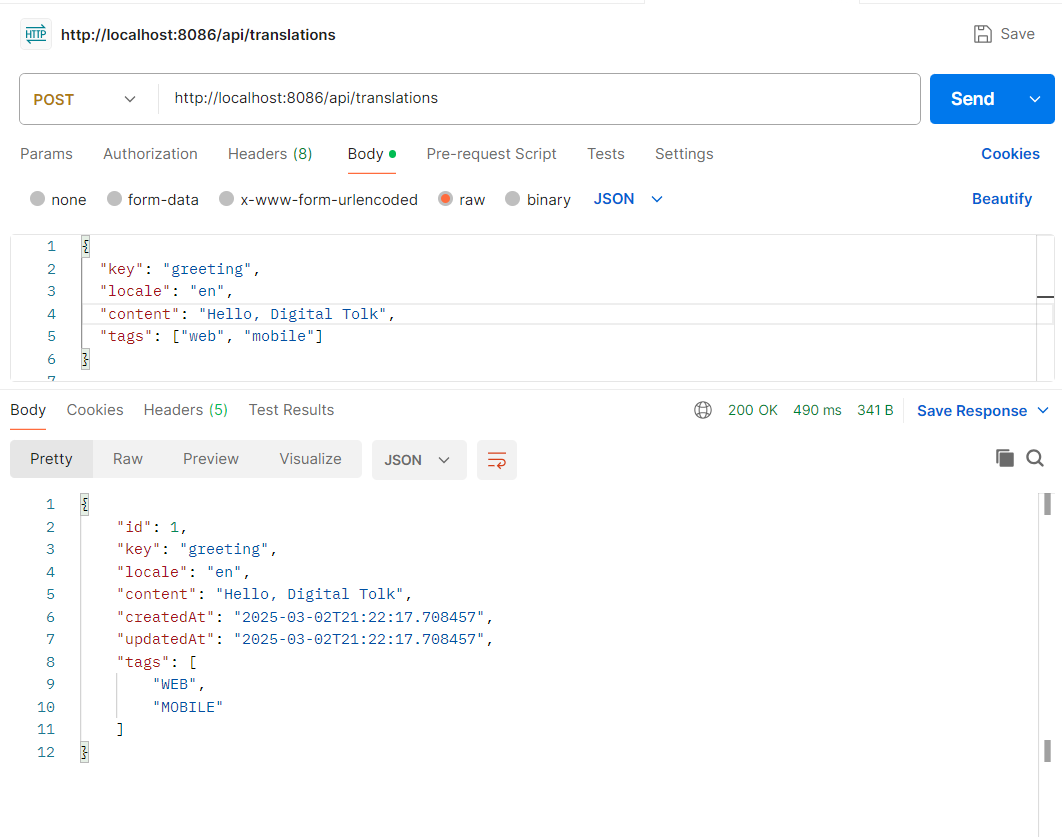 HTTP http://localhost:8086/api/translations Save
POST http://localhost:8086/api/translations Send
Params Authorization Headers (8) Body Pre-request Script Tests Settings Cookies
none form-data x-www-form-urlencoded raw binary JSON Beautify
1 {
2 "key": "greeting",
3 "locale": "en",
4 "content": "Hello, Digital Tolk",
5 "tags": ["web", "mobile"]
6 }
7
Body Cookies Headers (5) Test Results 200 OK 490 ms 341 B Save Response
Pretty Raw Preview Visualize JSON
1 {
2 "id": 1,
3 "key": "greeting",
4 "locale": "en",
5 "content": "Hello, Digital Tolk",
6 "createdAt": "2025-03-02T21:22:17.708457",
7 "updatedAt": "2025-03-02T21:22:17.708457",
8 "tags": [
9 "WEB",
10 "MOBILE"
11 ]
12 }